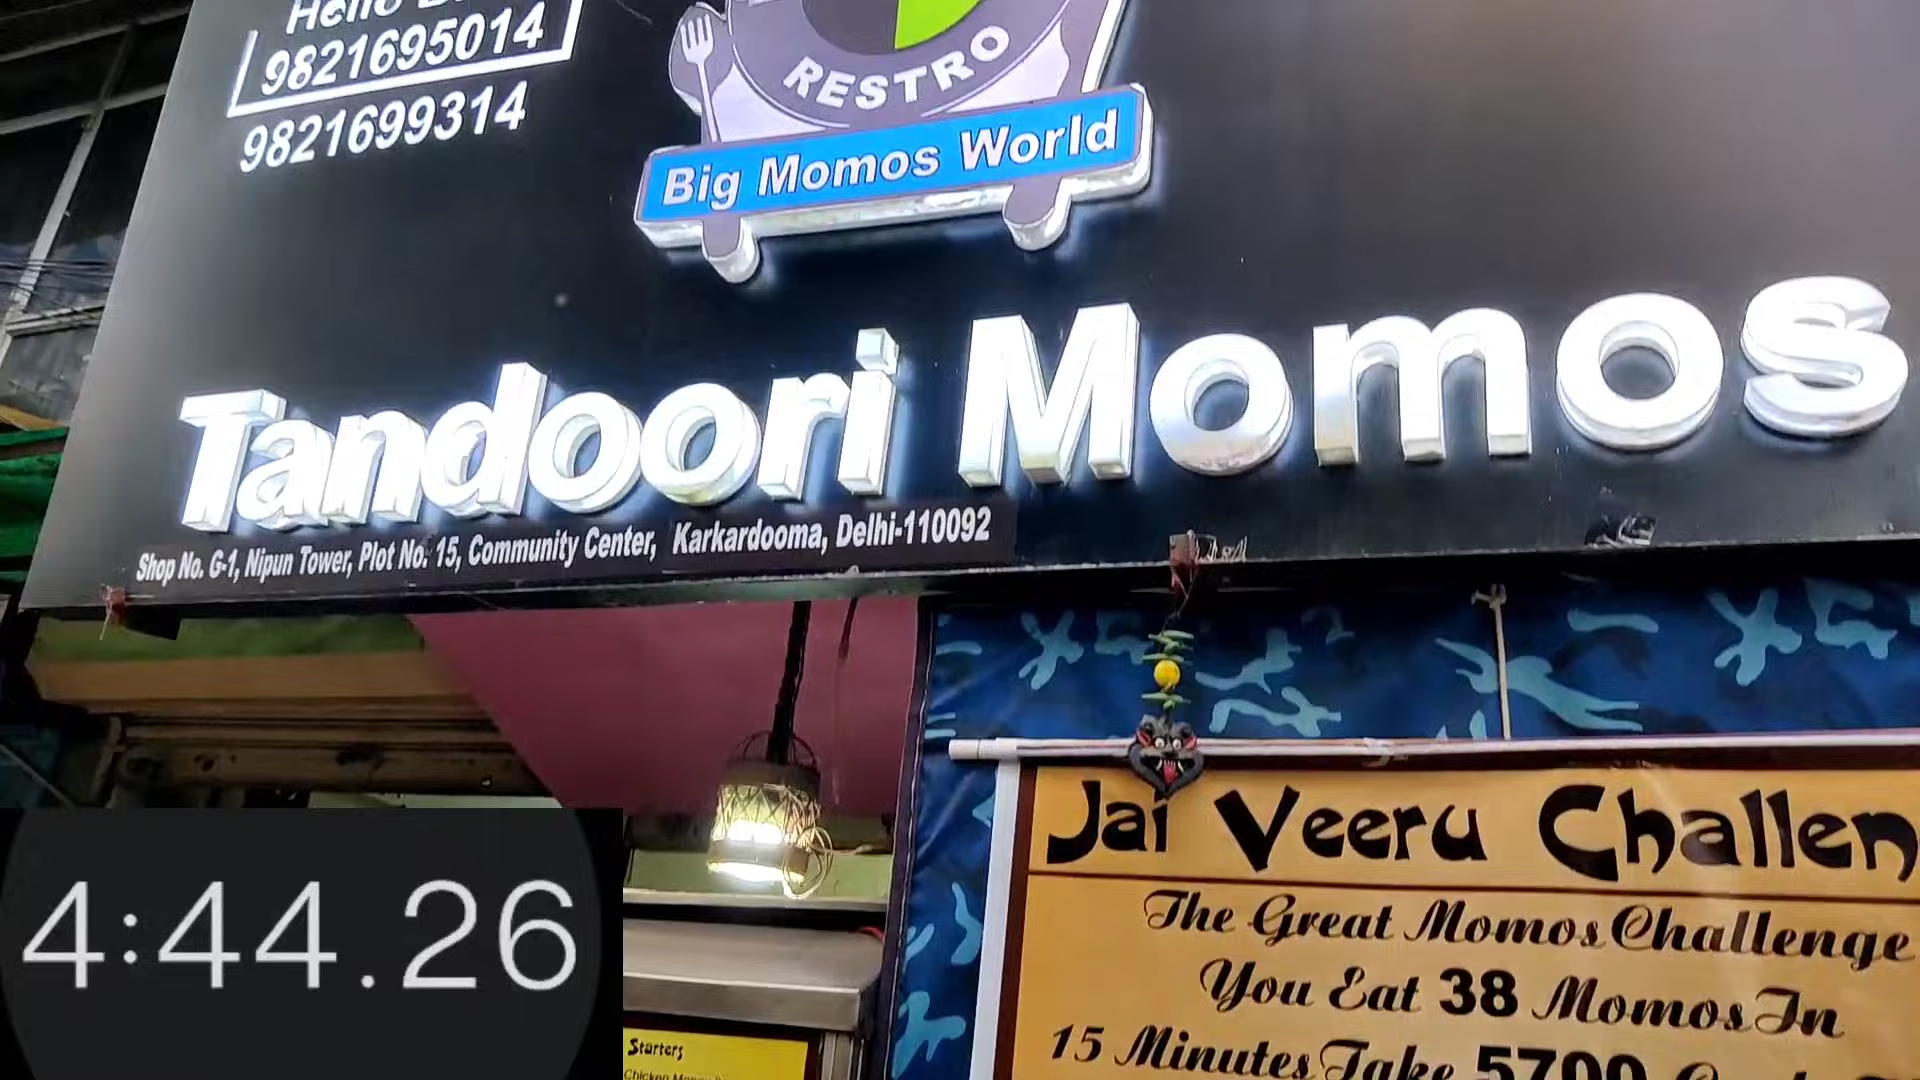 Hello
9821695014
9821699314
RESTRO
Big Momos World
Tandoori Momos
Shop No. G-1, Nipun Tower, Plot No. 15, Community Center, Karkardooma, Delhi-110092
Jai Veeru Challen
The Great Momos Challenge
You Eat 38 Momos In
15 Minutes Take 5700
4:44.26
Starters
Chicken